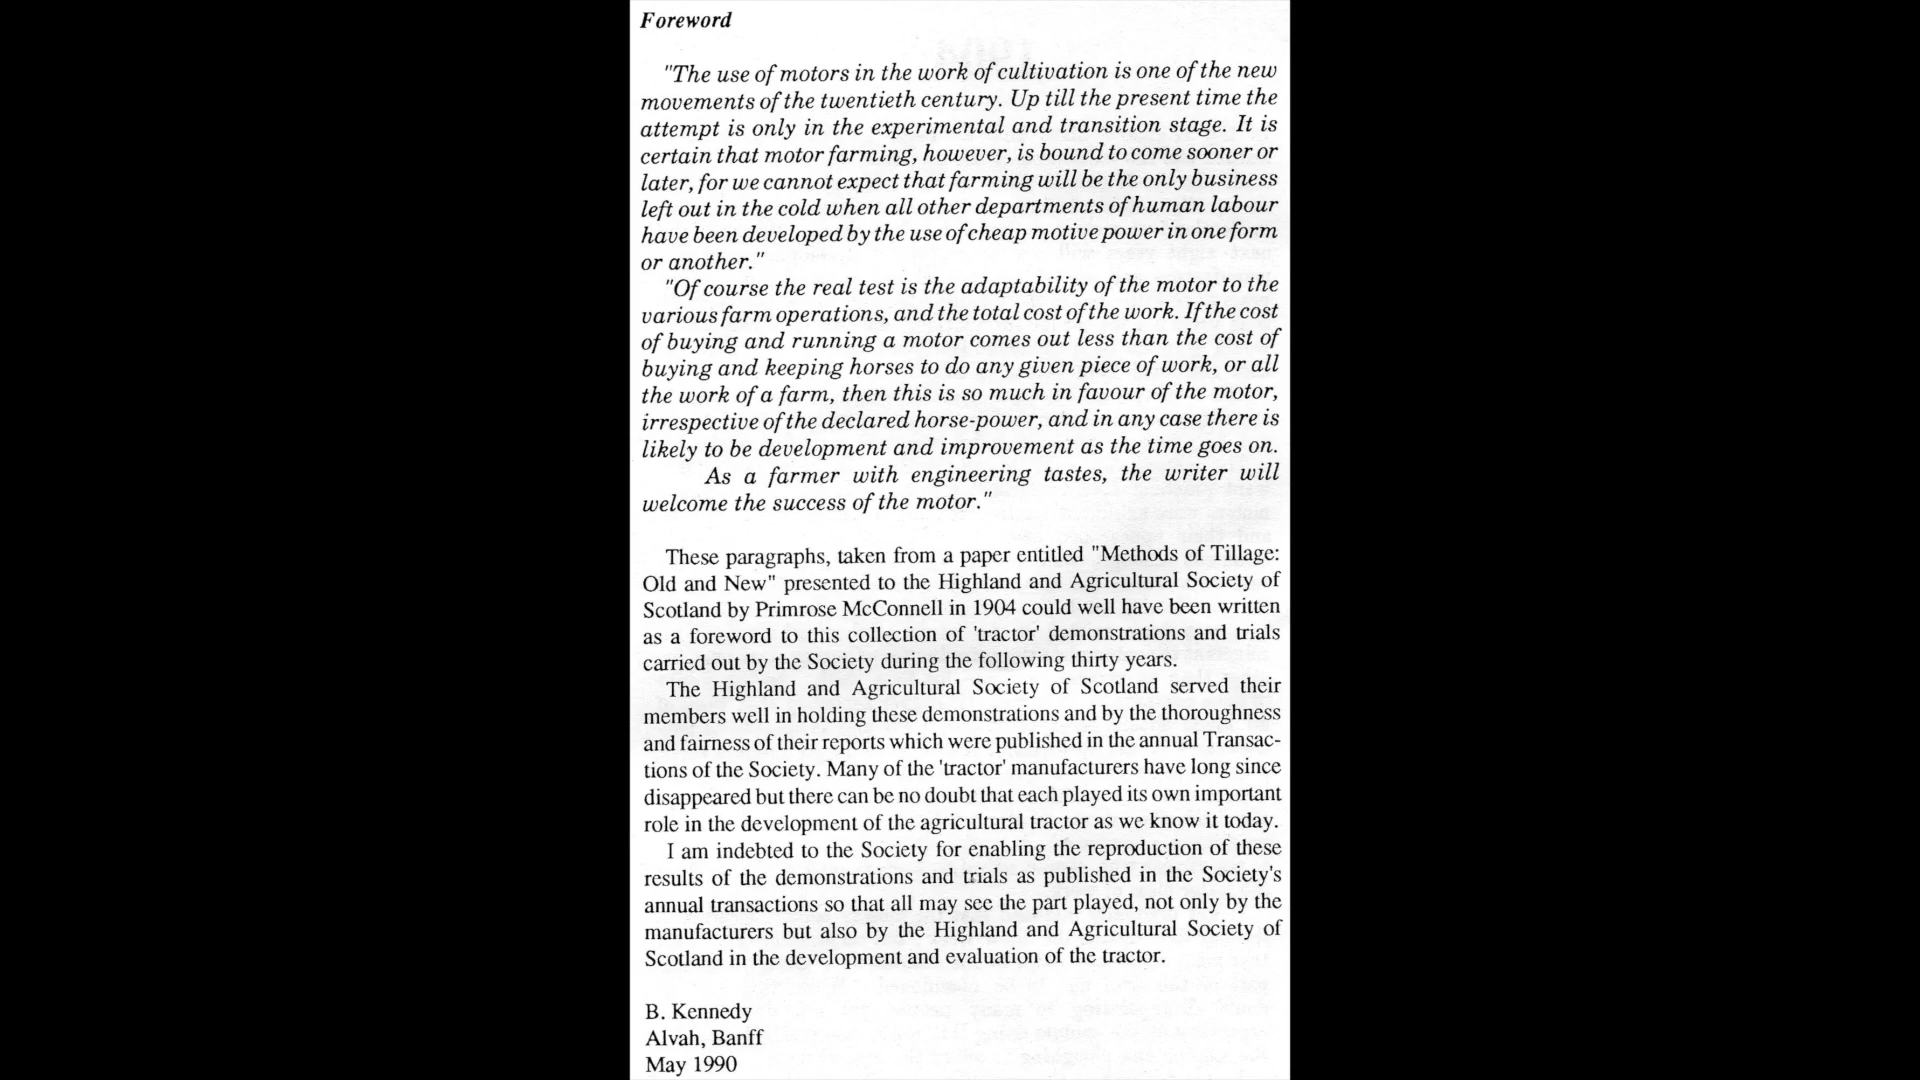 Foreword
"The use of motors in the work of cultivation is one of the new
movements of the twentieth century. Up till the present time the
attempt is only in the experimental and transition stage. It is
certain that motor farming, however, is bound to come sooner or
later, for we cannot expect that farming will be the only business
left out in the cold when all other departments of human labour
have been developed by the use of cheap motive power in one form
or another."
"Of course the real test is the adaptability of the motor to the
various farm operations, and the total cost of the work. If the cost
of buying and running a motor comes out less than the cost of
buying and keeping horses to do any given piece of work, or all
the work of a farm, then this is so much in favour of the motor,
irrespective of the declared horse-power, and in any case there is
likely to be development and improvement as the time goes on.
As a farmer with engineering tastes, the writer will
welcome the success of the motor."
These paragraphs, taken from a paper entitled "Methods of Tillage:
Old and New" presented to the Highland and Agricultural Society of
Scotland by Primrose McConnell in 1904 could well have been written
as a foreword to this collection of 'tractor' demonstrations and trials
carried out by the Society during the following thirty years.
The Highland and Agricultural Society of Scotland served their
members well in holding these demonstrations and by the thoroughness
and fairness of their reports which were published in the annual Transac-
tions of the Society. Many of the 'tractor' manufacturers have long since
disappeared but there can be no doubt that each played its own important
role in the development of the agricultural tractor as we know it today.
I am indebted to the Society for enabling the reproduction of these
results of the demonstrations and trials as published in the Society's
annual transactions so that all may see the part played, not only by the
manufacturers but also by the Highland and Agricultural Society of
Scotland in the development and evaluation of the tractor.
B. Kennedy
Alvah, Banff
May 1990